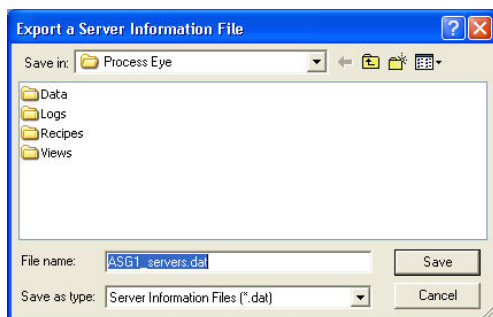 Export a Server Information File
Save in: Process Eye
Data
Logs
Recipes
Views
File name: ASG1_servers.dat Save
Save as type: Server Information Files (*.dat) Cancel